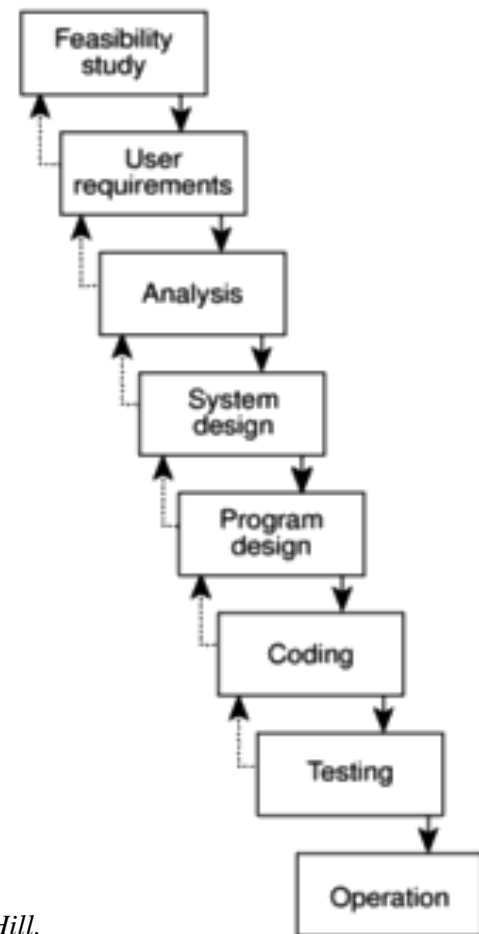 Feasibility
study
User
requirements
Analysis
System
design
Program
design
Coding
Testing
Operation
Hill.